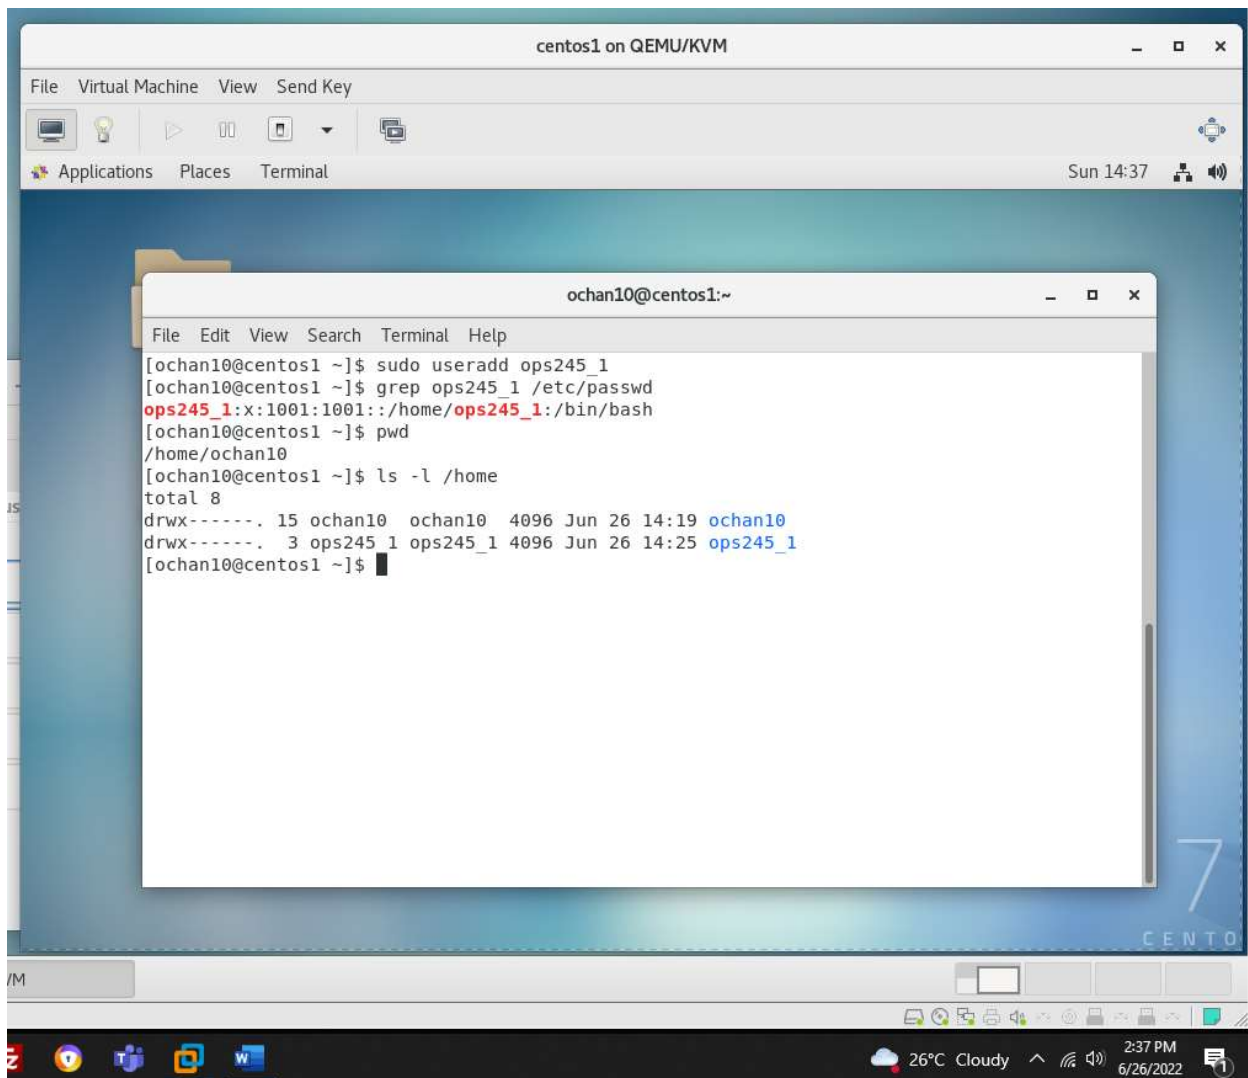 centos1 on QEMU/KVM
File Virtual Machine View Send Key
Applications Places Terminal Sun 14:37
ochan10@centos1:~
File Edit View Search Terminal Help
[ochan10@centos1 ~]$ sudo useradd ops245_1
[ochan10@centos1 ~]$ grep ops245_1 /etc/passwd
ops245_1:x:1001:1001::/home/ops245_1:/bin/bash
[ochan10@centos1 ~]$ pwd
/home/ochan10
[ochan10@centos1 ~]$ ls -l /home
total 8
drwx------. 15 ochan10  ochan10  4096 Jun 26 14:19 ochan10
drwx------.  3 ops245_1 ops245_1 4096 Jun 26 14:25 ops245_1
[ochan10@centos1 ~]$
7
CENTO
VM
26°C Cloudy
2:37 PM
6/26/2022
1